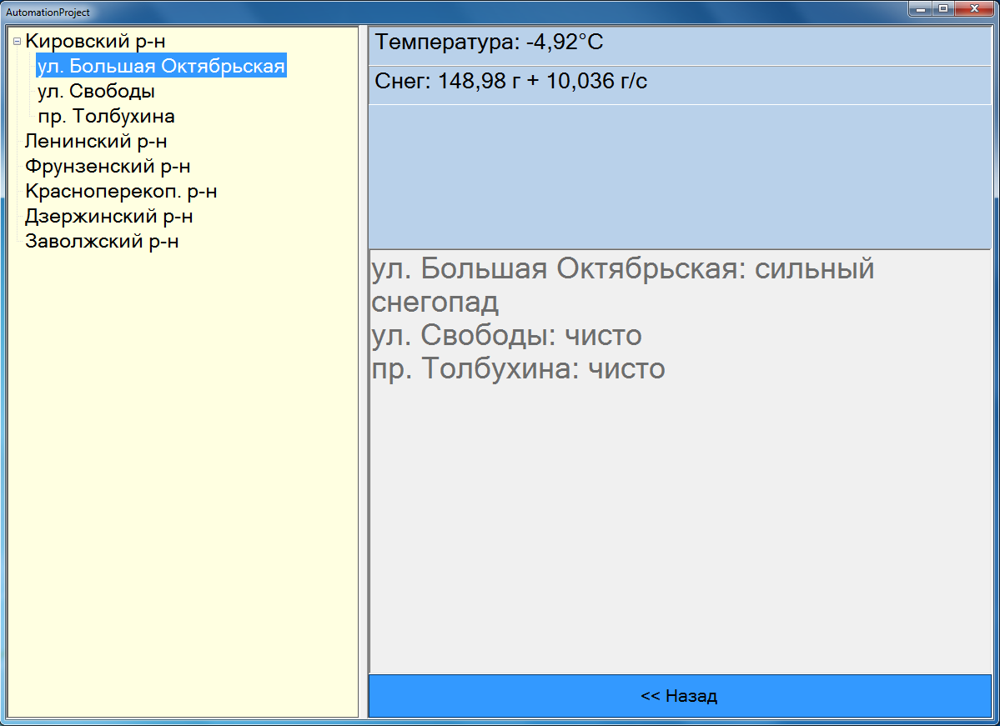 AutomationProject
Кировский р-н
ул. Большая Октябрьская
ул. Свободы
пр. Толбухина
Ленинский р-н
Фрунзенский р-н
Красноперекоп. р-н
Дзержинский р-н
Заволжский р-н
Температура: -4,92°C
Снег: 148,98 г + 10,036 г/с
ул. Большая Октябрьская: сильный
снегопад
ул. Свободы: чисто
пр. Толбухина: чисто
<< Назад